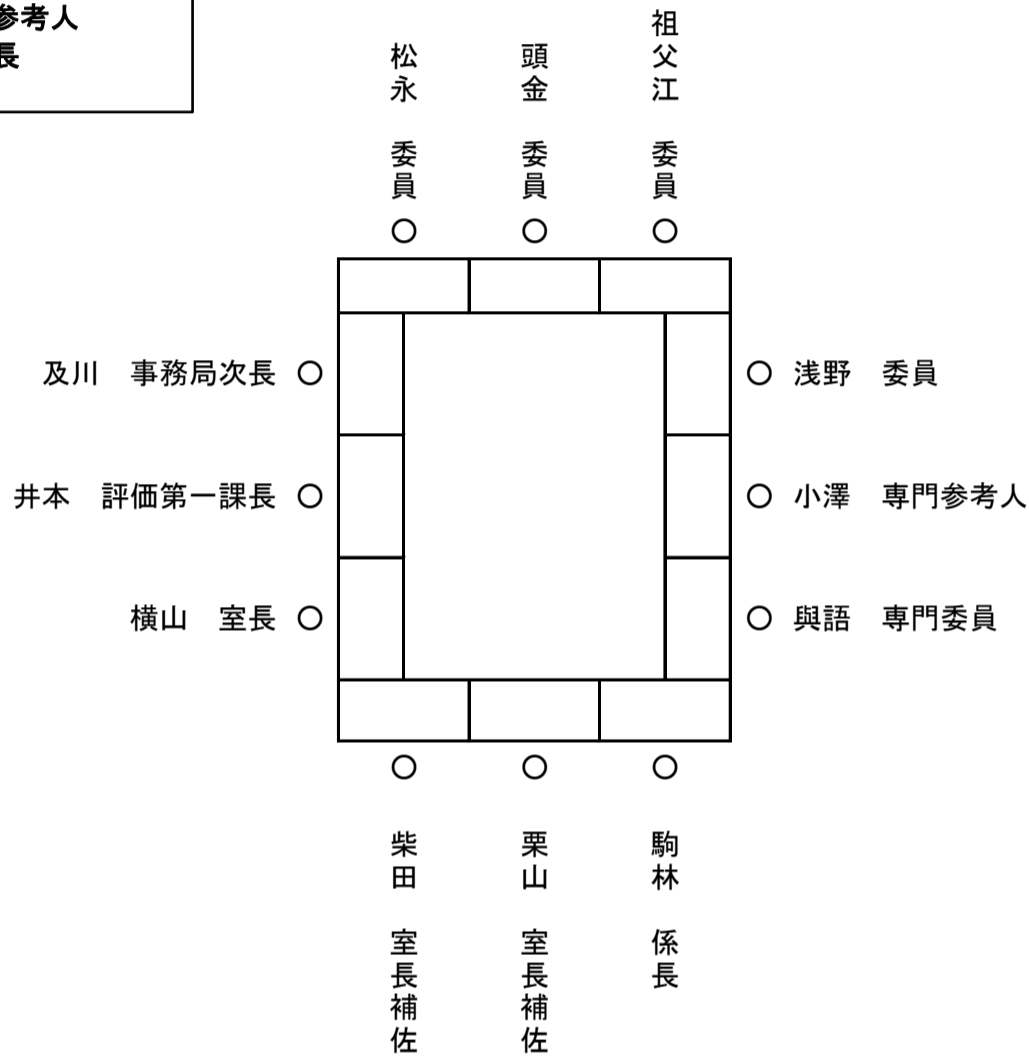 参考人
長
松永　委員
頭金　委員
祖父江　委員
及川　事務局次長 ○
○ 浅野　委員
井本　評価第一課長 ○
○ 小澤　専門参考人
横山　室長 ○
○ 與語　専門委員
柴田　室長補佐
栗山　室長補佐
駒林　係長